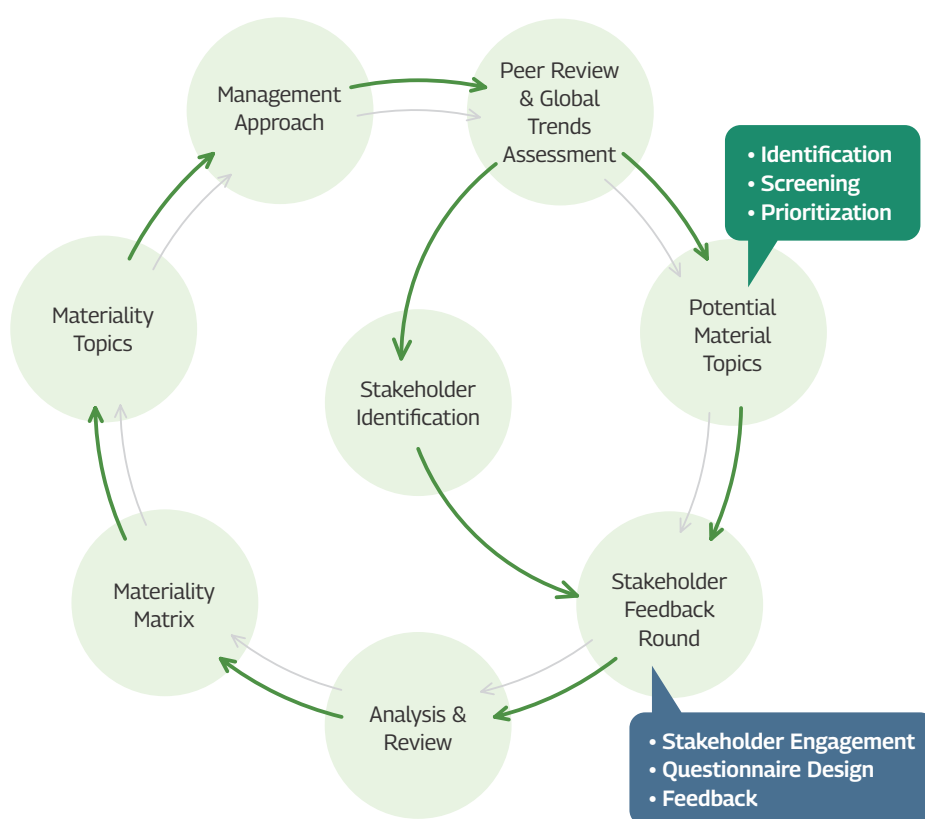 Management
Approach
Peer Review
& Global
Trends
Assessment
• Identification
• Screening
• Prioritization
Potential
Material
Topics
Materiality
Topics
Stakeholder
Identification
Materiality
Matrix
Stakeholder
Feedback
Round
Analysis &
Review
• Stakeholder Engagement
• Questionnaire Design
• Feedback